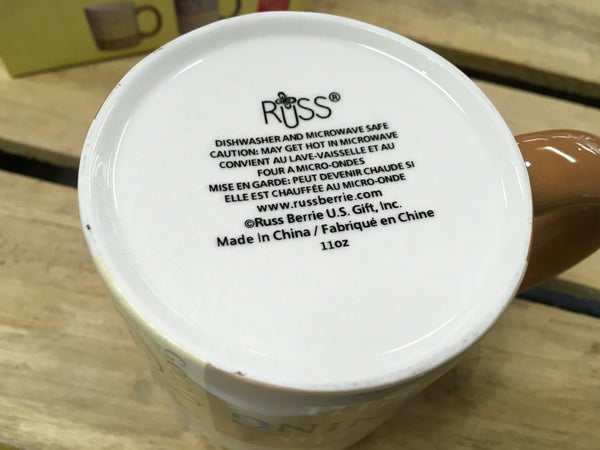 RUSS®
DISHWASHER AND MICROWAVE SAFE
CAUTION: MAY GET HOT IN MICROWAVE
CONVIENT AU LAVE-VAISSELLE ET AU
FOUR A MICRO-ONDES
MISE EN GARDE: PEUT DEVENIR CHAUDE SI
ELLE EST CHAUFFÉE AU MICRO-ONDE
www.russberrie.com
©Russ Berrie U.S. Gift, Inc.
Made In China / Fabriqué en Chine
11oz